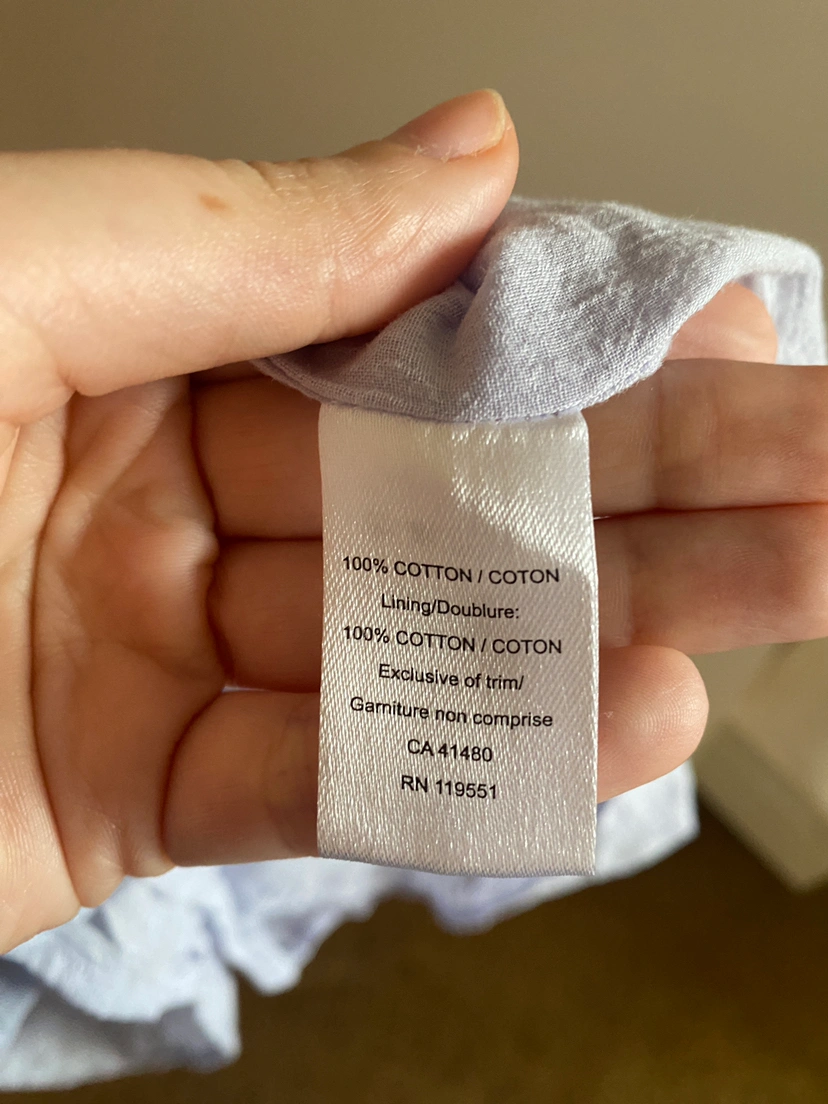 100% COTTON / COTON
Lining/Doublure:
100% COTTON / COTON
Exclusive of trim/
Garniture non comprise
CA 41480
RN 119551